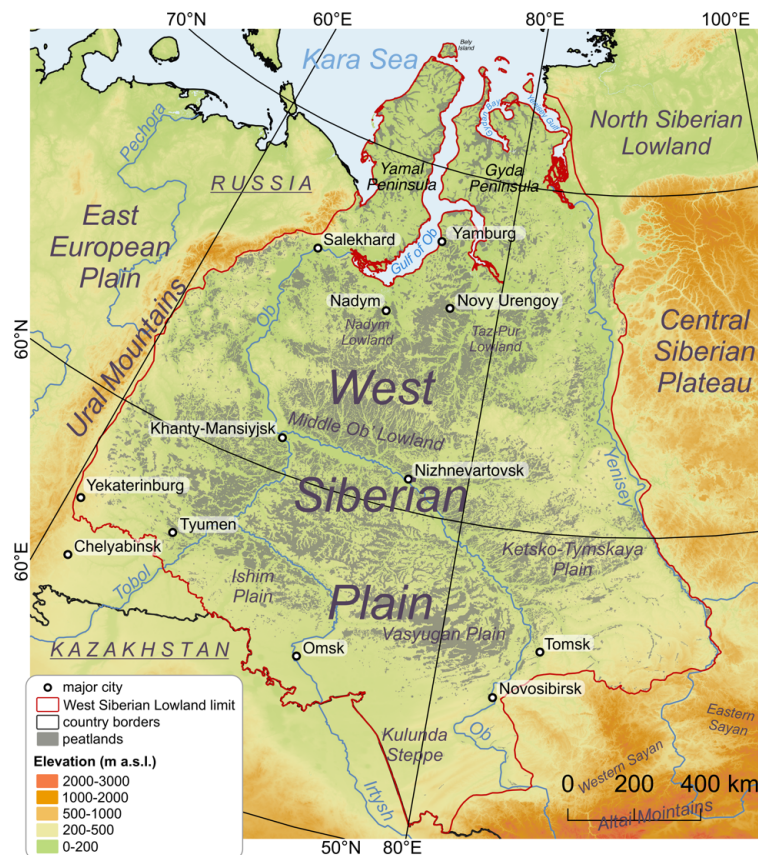 70°N
60°E
80°E
100°E
Kara Sea
Bely
Island
Gydan Bay
Yenisey Gulf
North Siberian
Lowland
Pechora
RUSSIA
Yamal
Peninsula
Gyda
Peninsula
East
European
Plain
Salekhard
Yamburg
Gulf of Ob
Ural Mountains
Ob
Nadym
Novy Urengoy
Nadym
Lowland
Taz-Pur
Lowland
Central
Siberian
Plateau
60°N
West
Khanty-Mansiyjsk
Middle Ob' Lowland
Nizhnevartovsk
Yenisey
Siberian
Yekaterinburg
Tyumen
Chelyabinsk
Ketsko-Tymskaya
Plain
60°E
Tobol
Ishim
Plain
Plain
Vasyugan Plain
KAZAKHSTAN
Omsk
Tomsk
Novosibirsk
major city
West Siberian Lowland limit
country borders
peatlands
Elevation (m a.s.l.)
2000-3000
1000-2000
500-1000
200-500
0-200
Kulunda
Steppe
Ob
Irtysh
Eastern
Sayan
Western Sayan
Altai Mointains
0 200 400 km
50°N
80°E